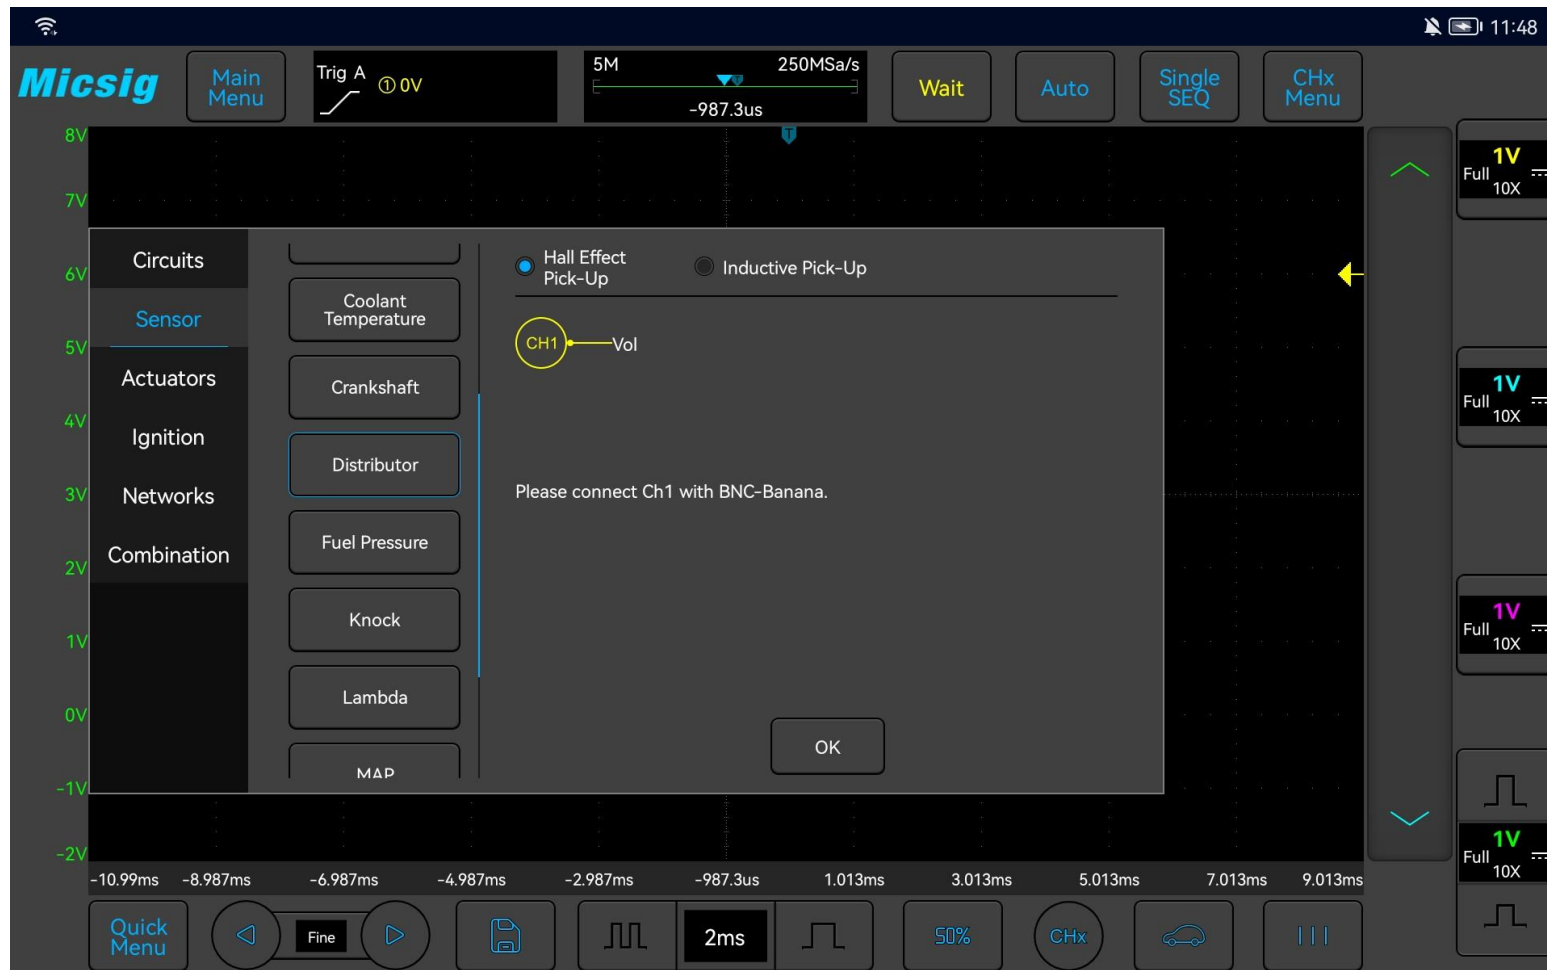 11:48
Micsig
Main
Menu
Trig A
① 0V
5M
250MSa/s
-987.3us
Wait
Auto
Single
SEQ
CHx
Menu
8V
7V
6V
5V
4V
3V
2V
1V
0V
-1V
-2V
Circuits
Sensor
Actuators
Ignition
Networks
Combination
Coolant
Temperature
Crankshaft
Distributor
Fuel Pressure
Knock
Lambda
MAP
Hall Effect
Pick-Up
Inductive Pick-Up
CH1
Vol
Please connect Ch1 with BNC-Banana.
OK
T
1V
Full
10X
1V
Full
10X
1V
Full
10X
1V
Full
10X
-10.99ms
-8.987ms
-6.987ms
-4.987ms
-2.987ms
-987.3us
1.013ms
3.013ms
5.013ms
7.013ms
9.013ms
Quick
Menu
Fine
2ms
50%
CHx